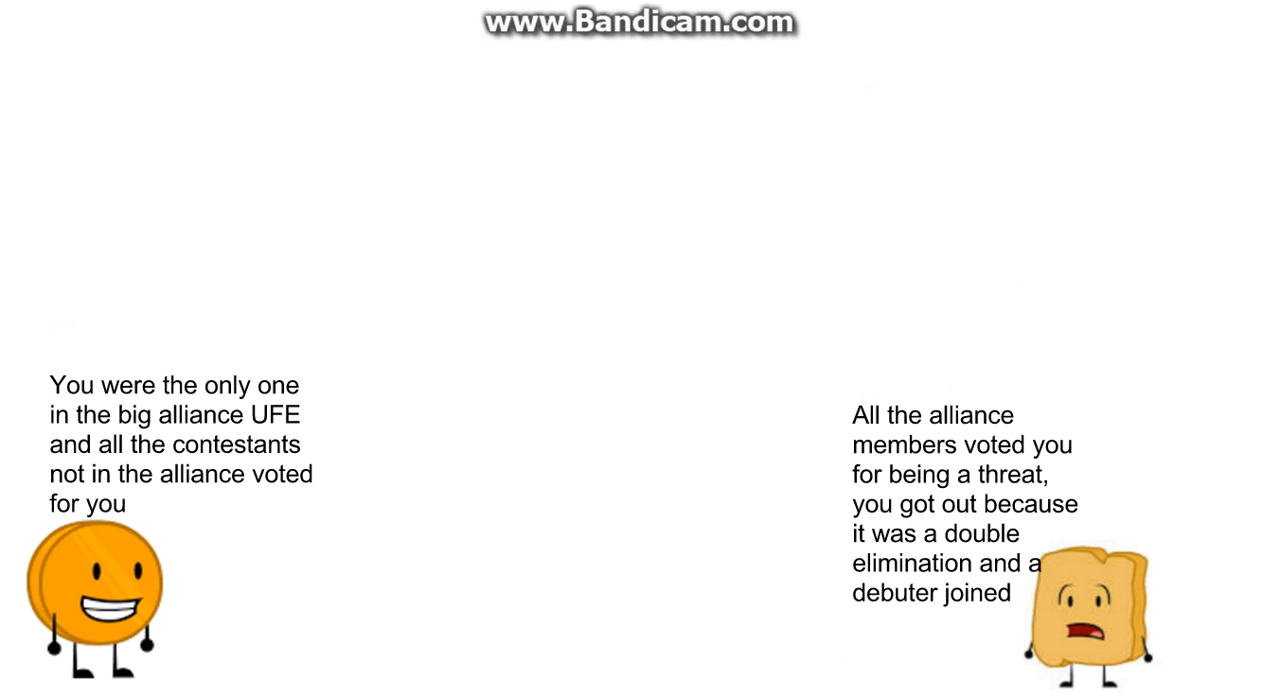 www.Bandicam.com
You were the only one
in the big alliance UFE
and all the contestants
not in the alliance voted
for you
All the alliance
members voted you
for being a threat,
you got out because
it was a double
elimination and a
debuter joined